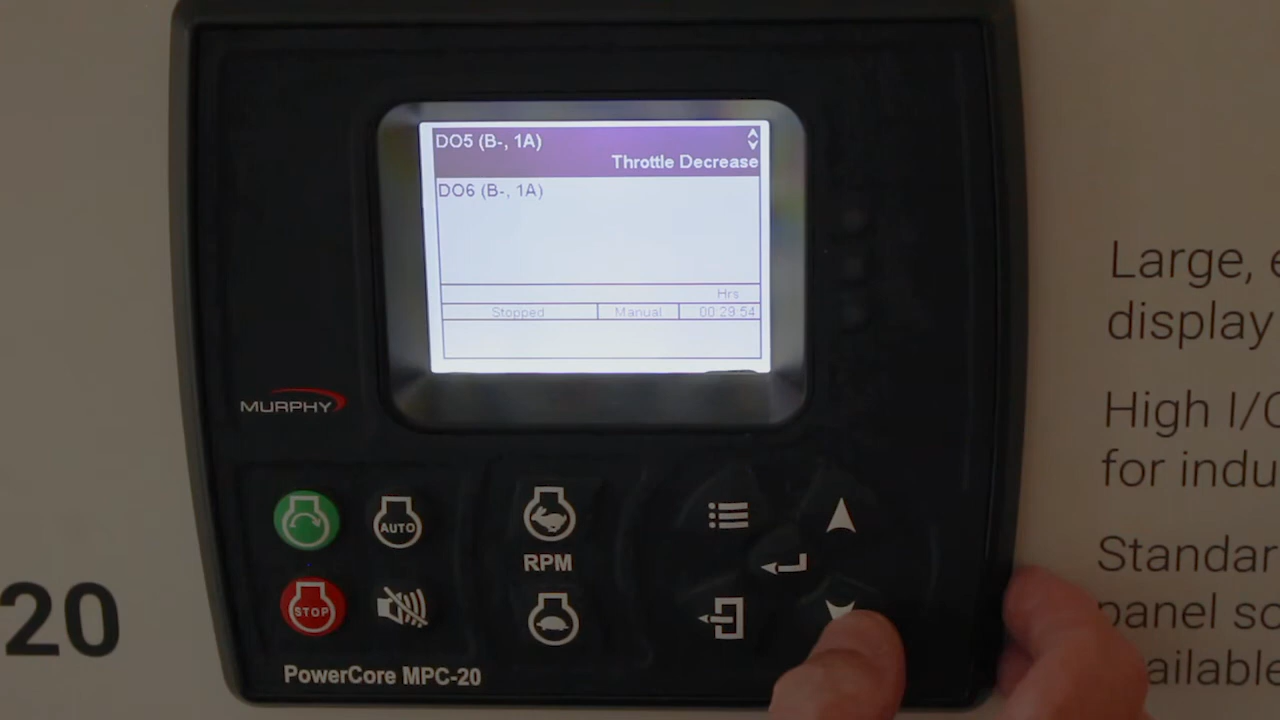 DO5 (B-, 1A)
Throttle Decrease
DO6 (B-, 1A)
Hrs
Stopped Manual 00:29:54
MURPHY
AUTO
RPM
STOP
PowerCore MPC-20
20
Large,
display
High I/O
for indu
Standar
panel so
ailable